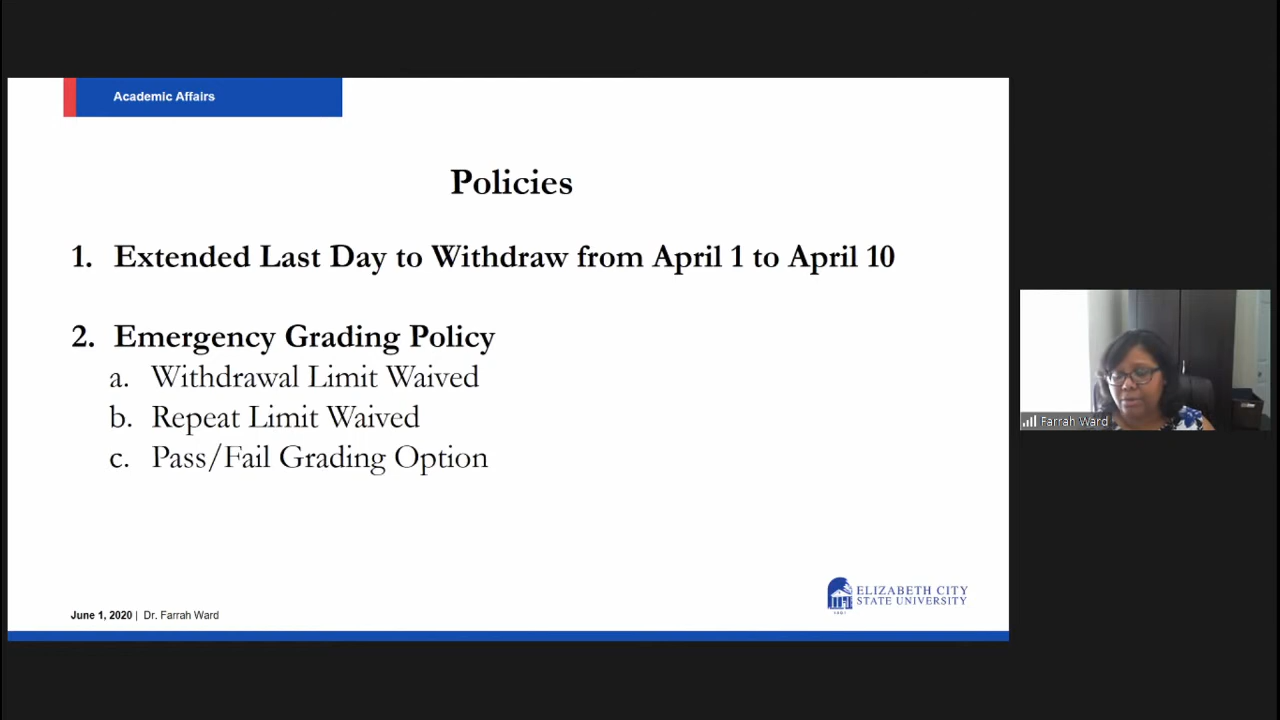 Academic Affairs
Policies
1. Extended Last Day to Withdraw from April 1 to April 10
2. Emergency Grading Policy
a. Withdrawal Limit Waived
b. Repeat Limit Waived
c. Pass/Fail Grading Option
June 1, 2020 | Dr. Farrah Ward
ELIZABETH CITY
STATE UNIVERSITY
Farrah Ward